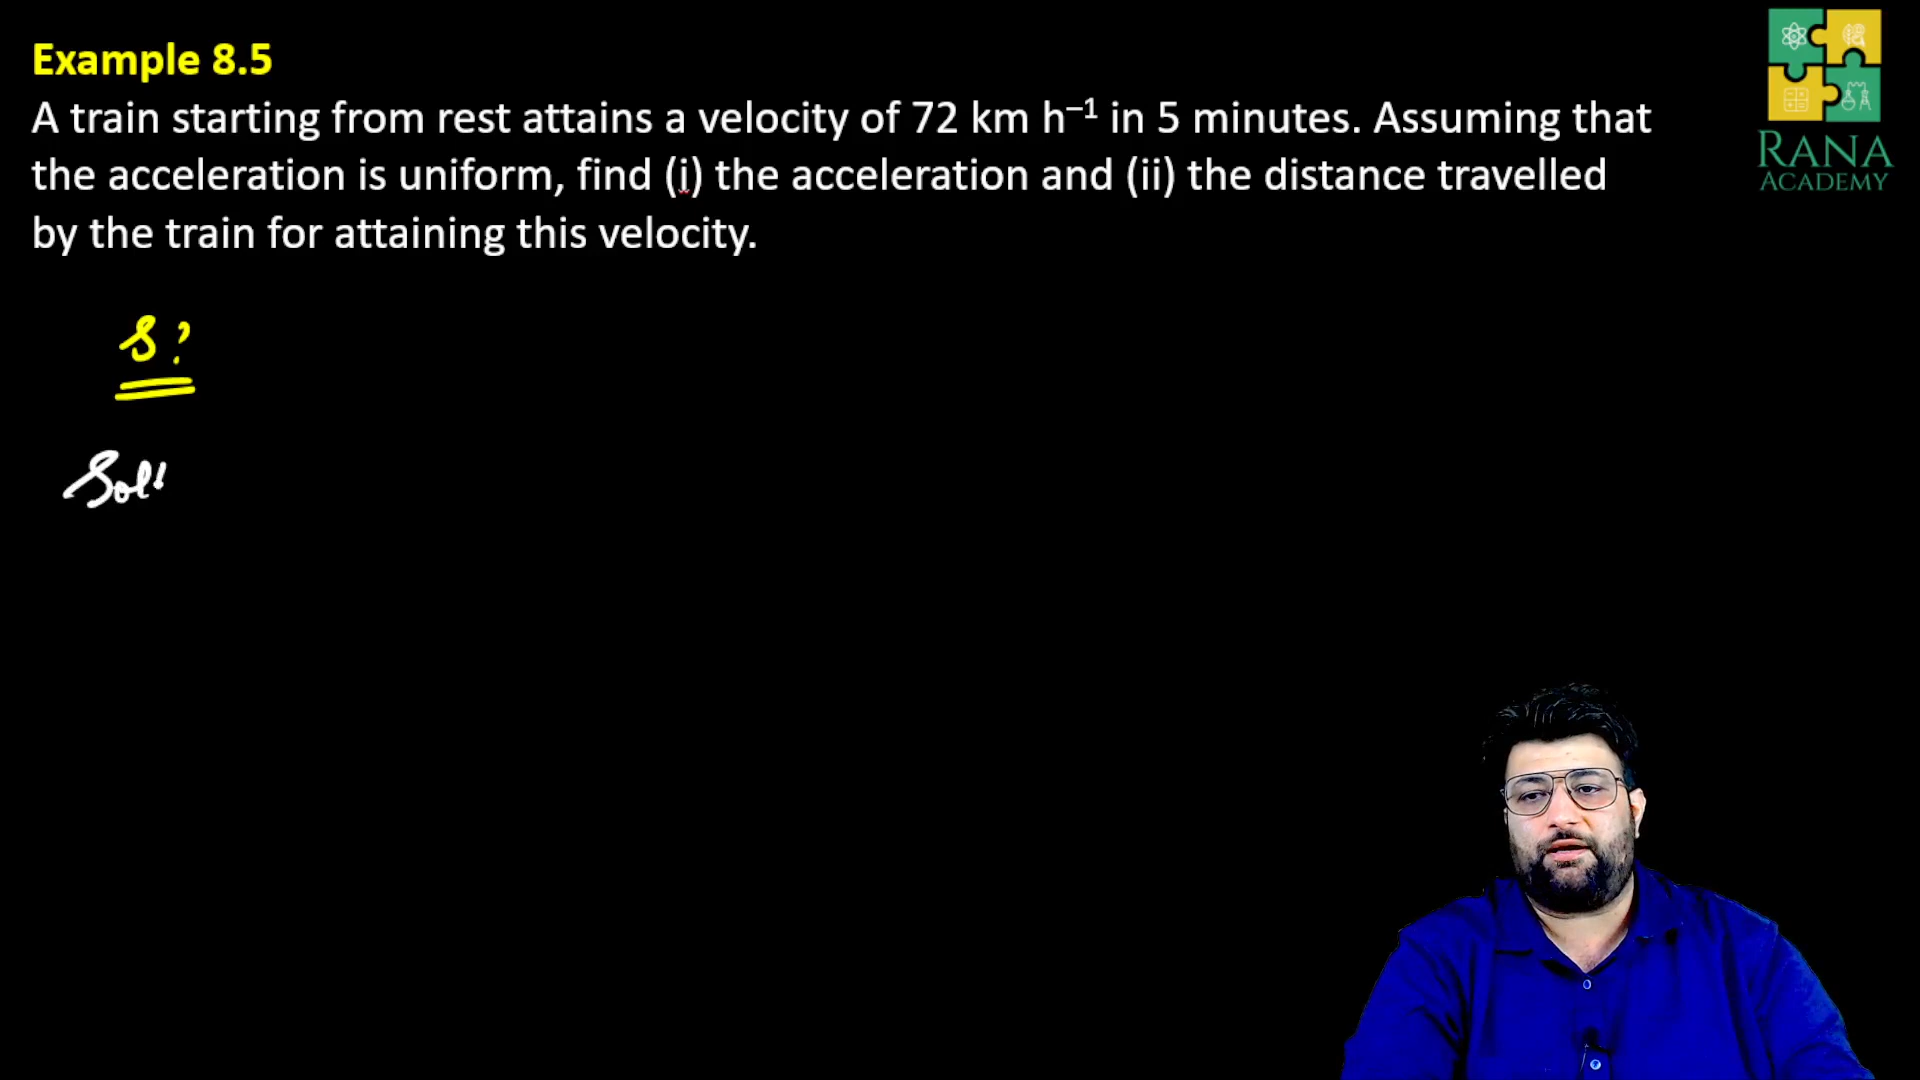 Example 8.5
A train starting from rest attains a velocity of 72 km h⁻¹ in 5 minutes. Assuming that
the acceleration is uniform, find (i) the acceleration and (ii) the distance travelled
by the train for attaining this velocity.
RANA
ACADEMY
s?
Sol!